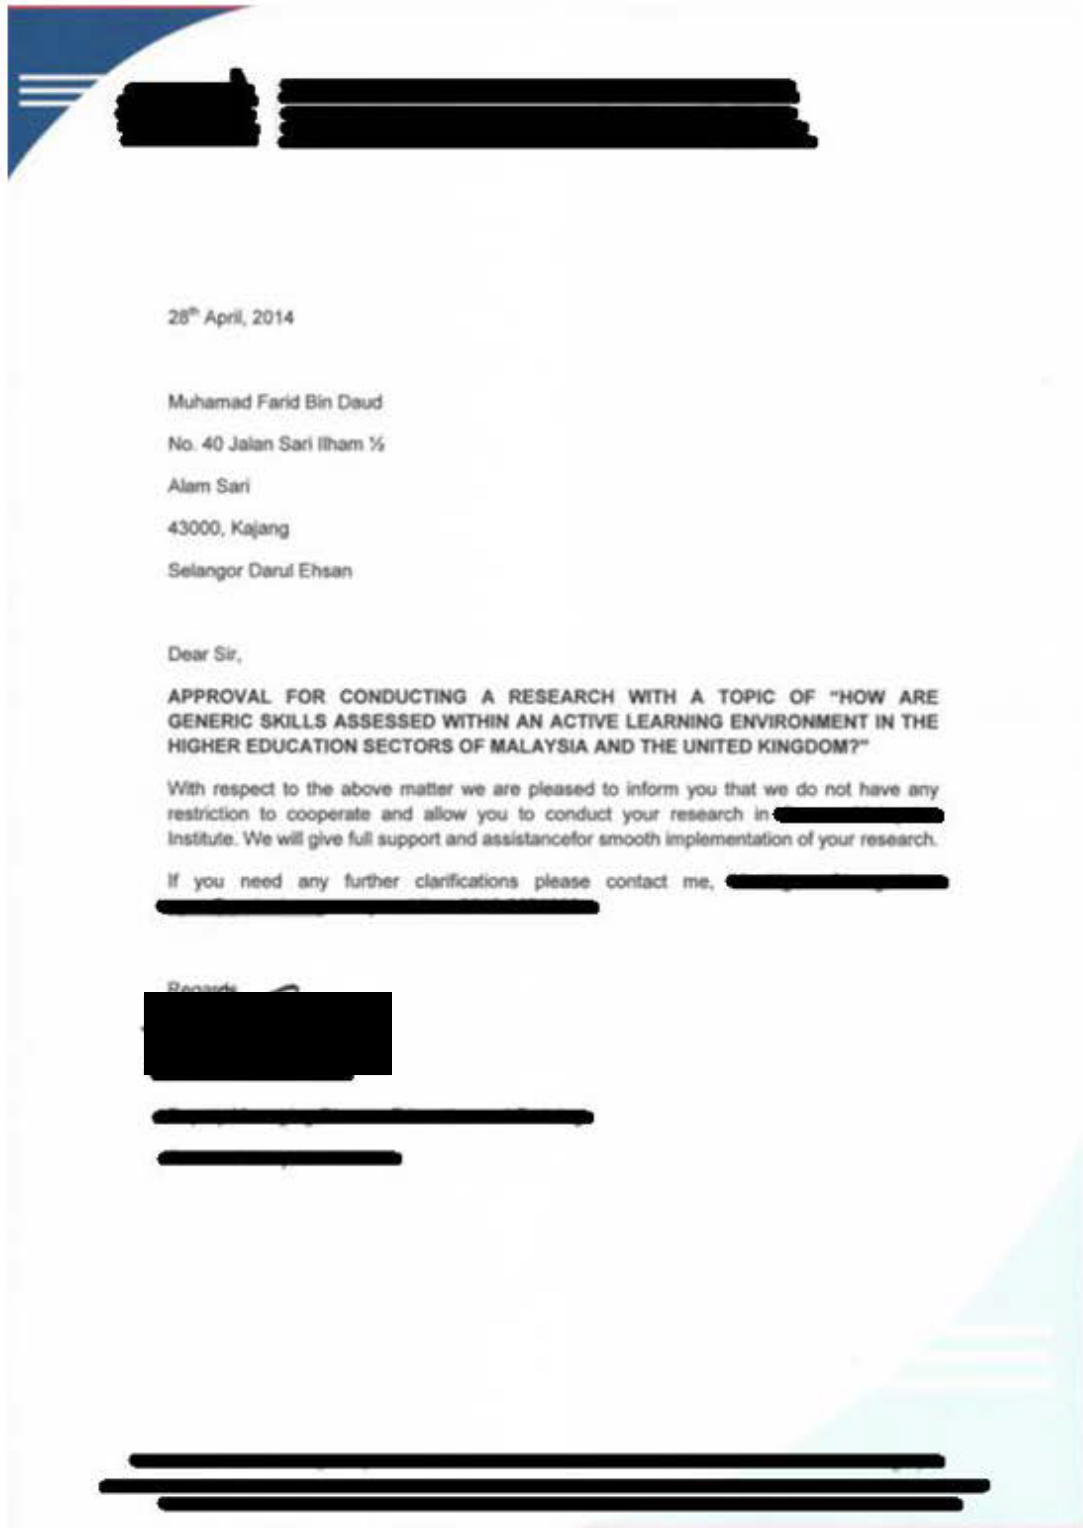 28th April, 2014
Muhamad Farid Bin Daud
No. 40 Jalan Sari Ilham ½
Alam Sari
43000, Kajang
Selangor Darul Ehsan
Dear Sir,
APPROVAL FOR CONDUCTING A RESEARCH WITH A TOPIC OF "HOW ARE
GENERIC SKILLS ASSESSED WITHIN AN ACTIVE LEARNING ENVIRONMENT IN THE
HIGHER EDUCATION SECTORS OF MALAYSIA AND THE UNITED KINGDOM?"
With respect to the above matter we are pleased to inform you that we do not have any
restriction to cooperate and allow you to conduct your research in
Institute. We will give full support and assistancefor smooth implementation of your research.
If you need any further clarifications please contact me,
Regards